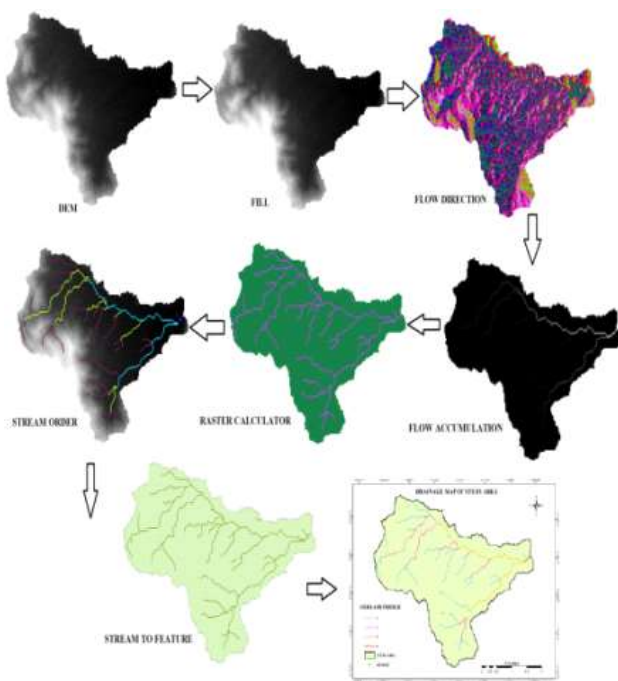 DEM
FILL
FLOW DIRECTION
STREAM ORDER
RASTER CALCULATOR
FLOW ACCUMULATION
STREAM TO FEATURE
DRAINAGE MAP OF STUDY AREA
STREAM ORDER